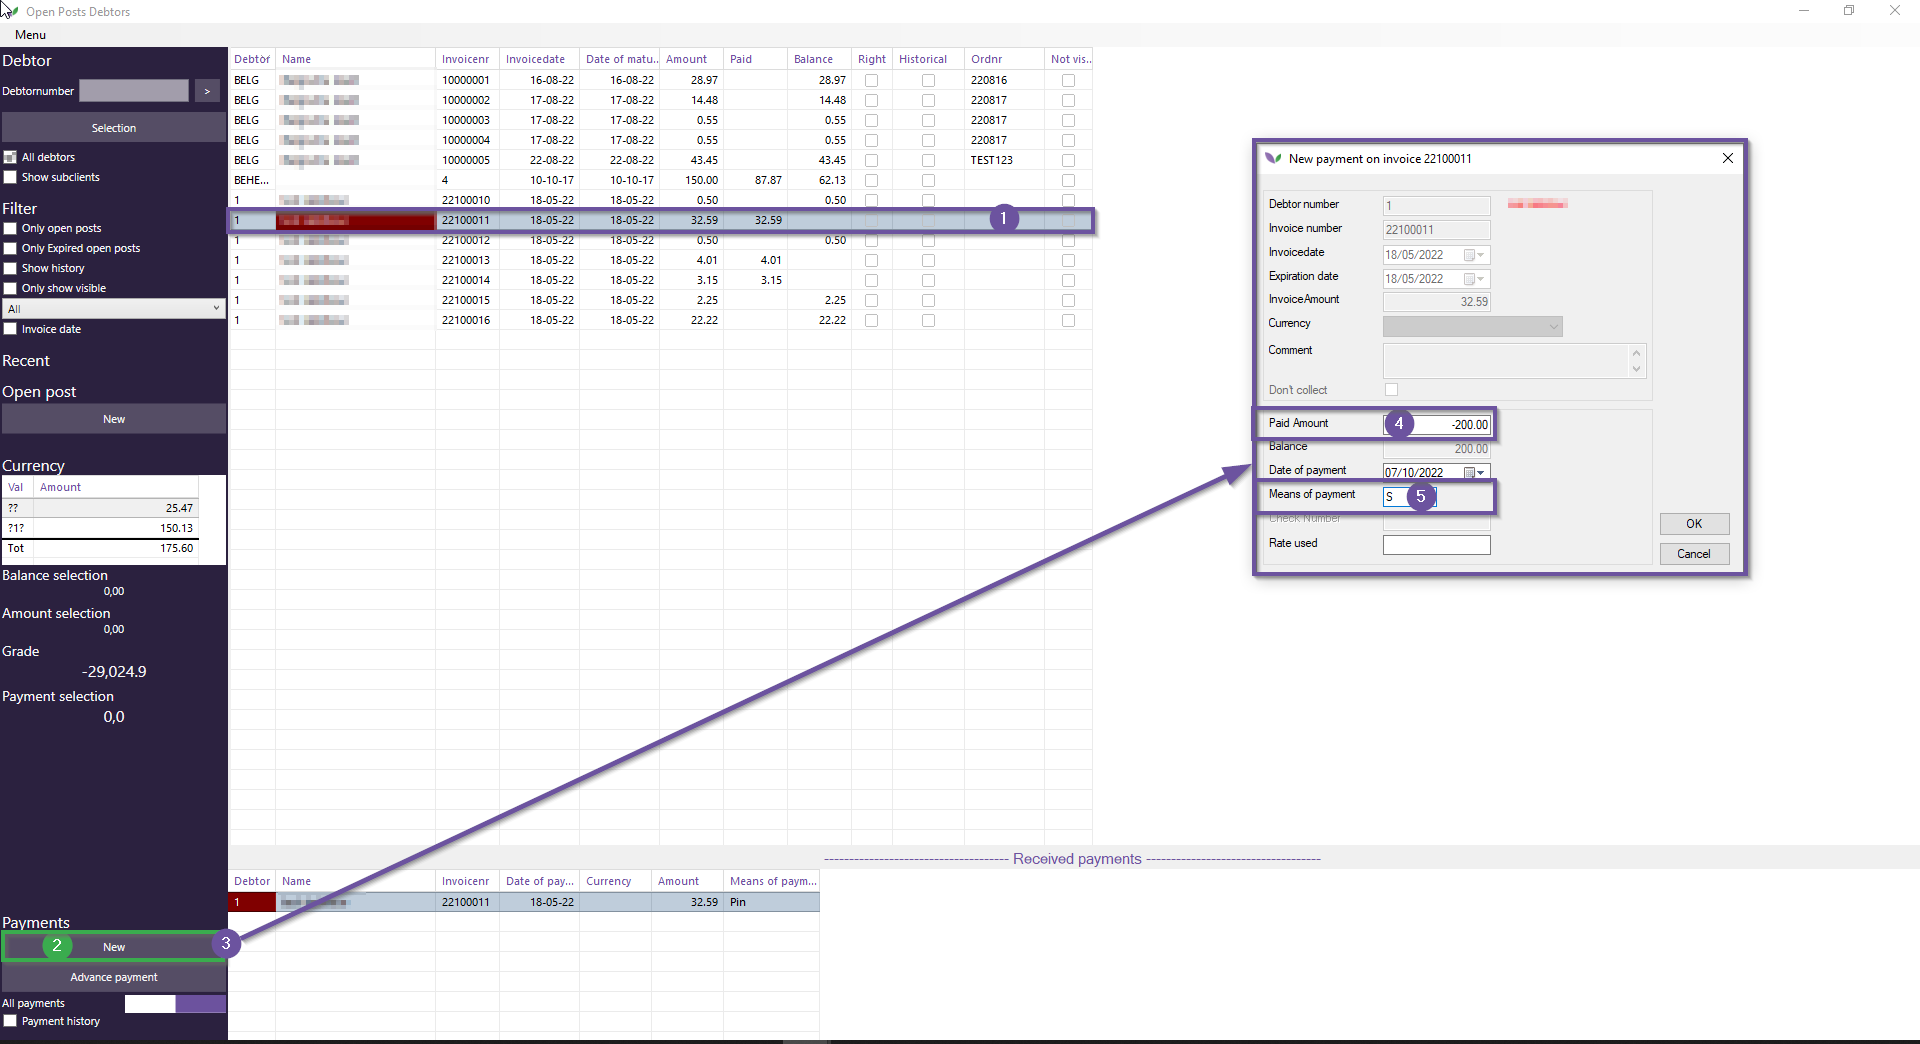 Open Posts Debtors
Menu
Debtor
Debtornumber >
Selection
All debtors
Show subclients
Filter
Only open posts
Only Expired open posts
Show history
Only show visible
All
Invoice date
Recent
Open post
New
Currency
Val Amount
?? 25.47
?1? 150.13
Tot 175.60
Balance selection
0,00
Amount selection
0,00
Grade
-29,024.9
Payment selection
0,0
Payments
2 New 3
Advance payment
All payments
Payment history
Debtor Name Invoicenr Invoicedate Date of matu... Amount Paid Balance Right Historical Ordnr Not vis...
BELG 10000001 16-08-22 16-08-22 28.97 28.97 220816
BELG 10000002 17-08-22 17-08-22 14.48 14.48 220817
BELG 10000003 17-08-22 17-08-22 0.55 0.55 220817
BELG 10000004 17-08-22 17-08-22 0.55 0.55 220817
BELG 10000005 22-08-22 22-08-22 43.45 43.45 TEST123
BEHE... 4 10-10-17 10-10-17 150.00 87.87 62.13
1 22100010 18-05-22 18-05-22 0.50 0.50
1 22100011 18-05-22 18-05-22 32.59 32.59 1
1 22100012 18-05-22 18-05-22 0.50 0.50
1 22100013 18-05-22 18-05-22 4.01 4.01
1 22100014 18-05-22 18-05-22 3.15 3.15
1 22100015 18-05-22 18-05-22 2.25 2.25
1 22100016 18-05-22 18-05-22 22.22 22.22
------------------------------------- Received payments -----------------------------------
Debtor Name Invoicenr Date of pay... Currency Amount Means of paym...
1 22100011 18-05-22 32.59 Pin
New payment on invoice 22100011
Debtor number 1
Invoice number 22100011
Invoicedate 18/05/2022
Expiration date 18/05/2022
InvoiceAmount 32.59
Currency
Comment
Don't collect
Paid Amount 4 -200.00
Balance 200.00
Date of payment 07/10/2022
Means of payment S 5
Check Number
Rate used
OK
Cancel